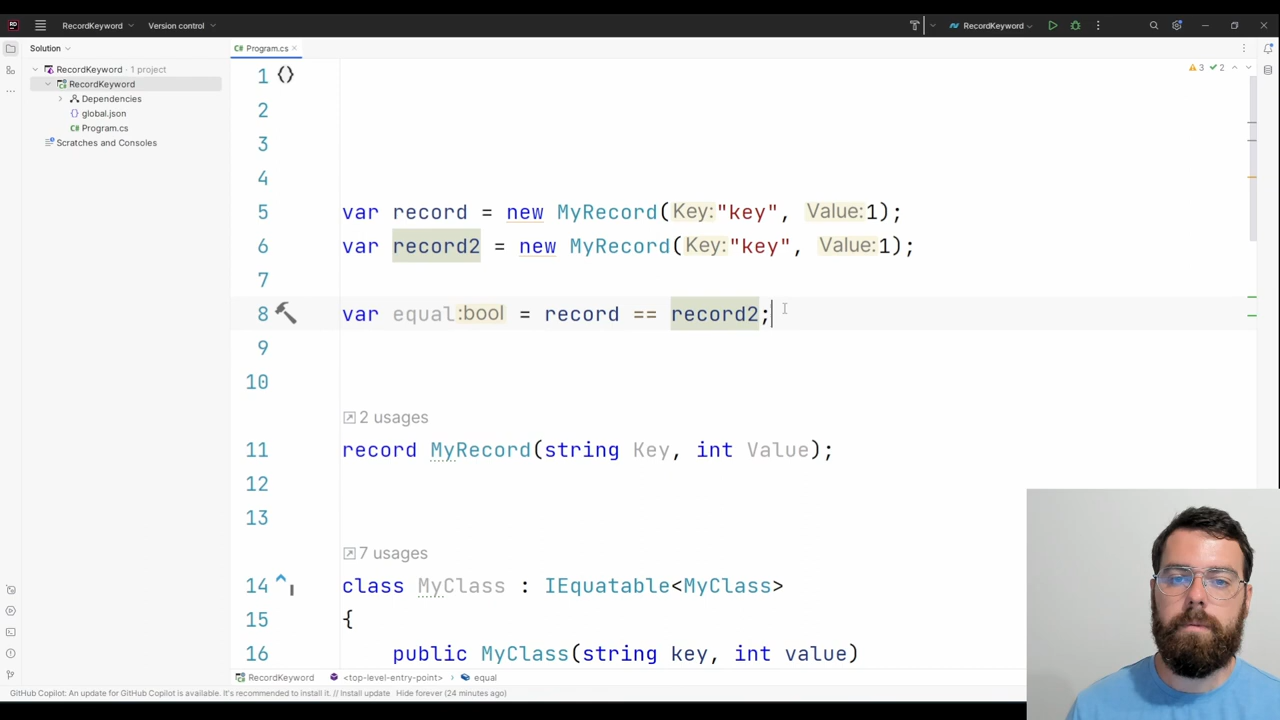 RD RecordKeyword Version control RecordKeyword
Solution
Program.cs
C# Program.cs
RecordKeyword 1 project
RecordKeyword
Dependencies
global.json
Program.cs
Scratches and Consoles
3 2
1 {}
2
3
4
5 var record = new MyRecord(Key:"key", Value:1);
6 var record2 = new MyRecord(Key:"key", Value:1);
7
8 var equal:bool = record == record2;
9
10
2 usages
11 record MyRecord(string Key, int Value);
12
13
7 usages
14 class MyClass : IEquatable<MyClass>
15 {
16 public MyClass(string key, int value)
RecordKeyword <top-level-entry-point> equal
GitHub Copilot: An update for GitHub Copilot is available. It's recommended to install it. // Install update Hide forever (24 minutes ago)